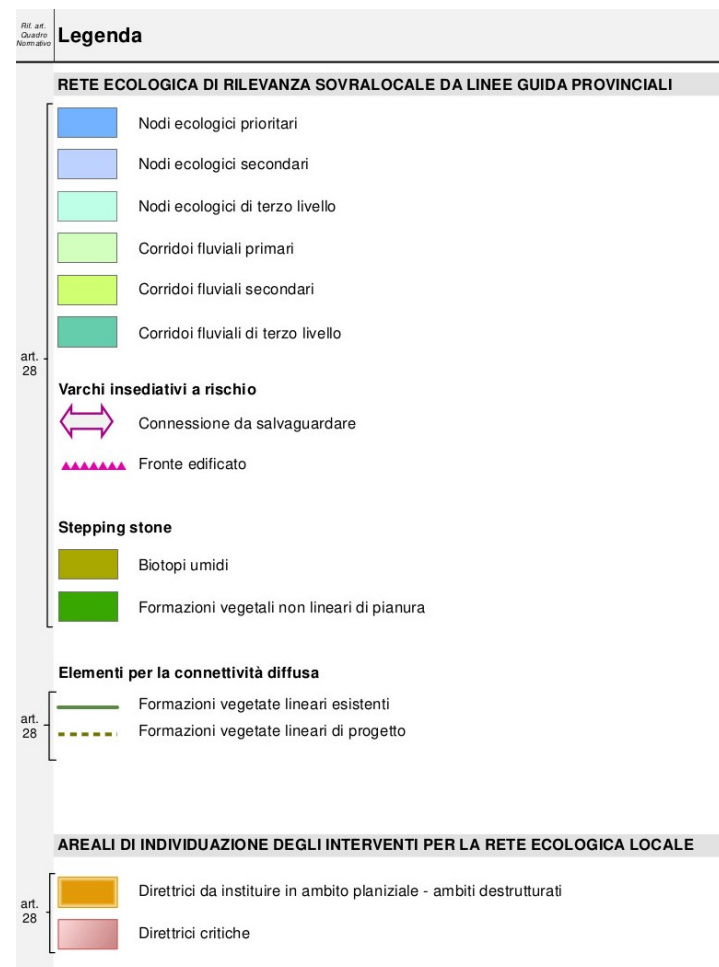 Rif. art.
Quadro
Normativo
Legenda
RETE ECOLOGICA DI RILEVANZA SOVRALOCALE DA LINEE GUIDA PROVINCIALI
Nodi ecologici prioritari
Nodi ecologici secondari
Nodi ecologici di terzo livello
Corridoi fluviali primari
Corridoi fluviali secondari
Corridoi fluviali di terzo livello
art.
28
Varchi insediativi a rischio
Connessione da salvaguardare
Fronte edificato
Stepping stone
Biotopi umidi
Formazioni vegetali non lineari di pianura
Elementi per la connettività diffusa
art.
28
Formazioni vegetate lineari esistenti
Formazioni vegetate lineari di progetto
AREALI DI INDIVIDUAZIONE DEGLI INTERVENTI PER LA RETE ECOLOGICA LOCALE
art.
28
Direttrici da instituire in ambito planiziale - ambiti destrutturati
Direttrici critiche